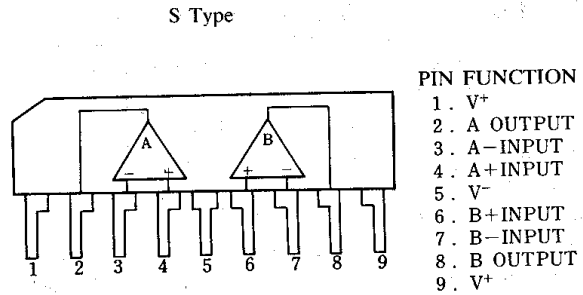 S Type
PIN FUNCTION
1. V+
2. A OUTPUT
3. A−INPUT
4. A+INPUT
5. V−
6. B+INPUT
7. B−INPUT
8. B OUTPUT
9. V+
A B
− + + −
1 2 3 4 5 6 7 8 9